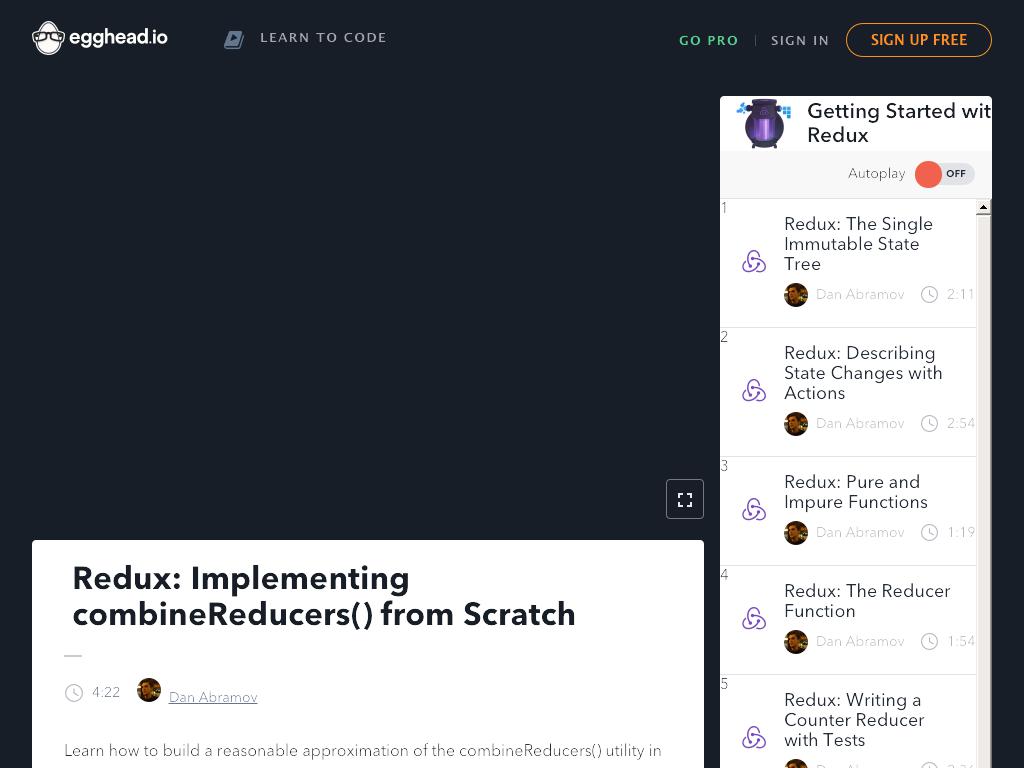 egghead.io
LEARN TO CODE
GO PRO
SIGN IN
SIGN UP FREE
Getting Started wit
Redux
Autoplay
OFF
1
Redux: The Single
Immutable State
Tree
Dan Abramov
2:11
2
Redux: Describing
State Changes with
Actions
Dan Abramov
2:54
3
Redux: Pure and
Impure Functions
Dan Abramov
1:19
4
Redux: The Reducer
Function
Dan Abramov
1:54
5
Redux: Writing a
Counter Reducer
with Tests
Redux: Implementing
combineReducers() from Scratch
4:22
Dan Abramov
Learn how to build a reasonable approximation of the combineReducers() utility in